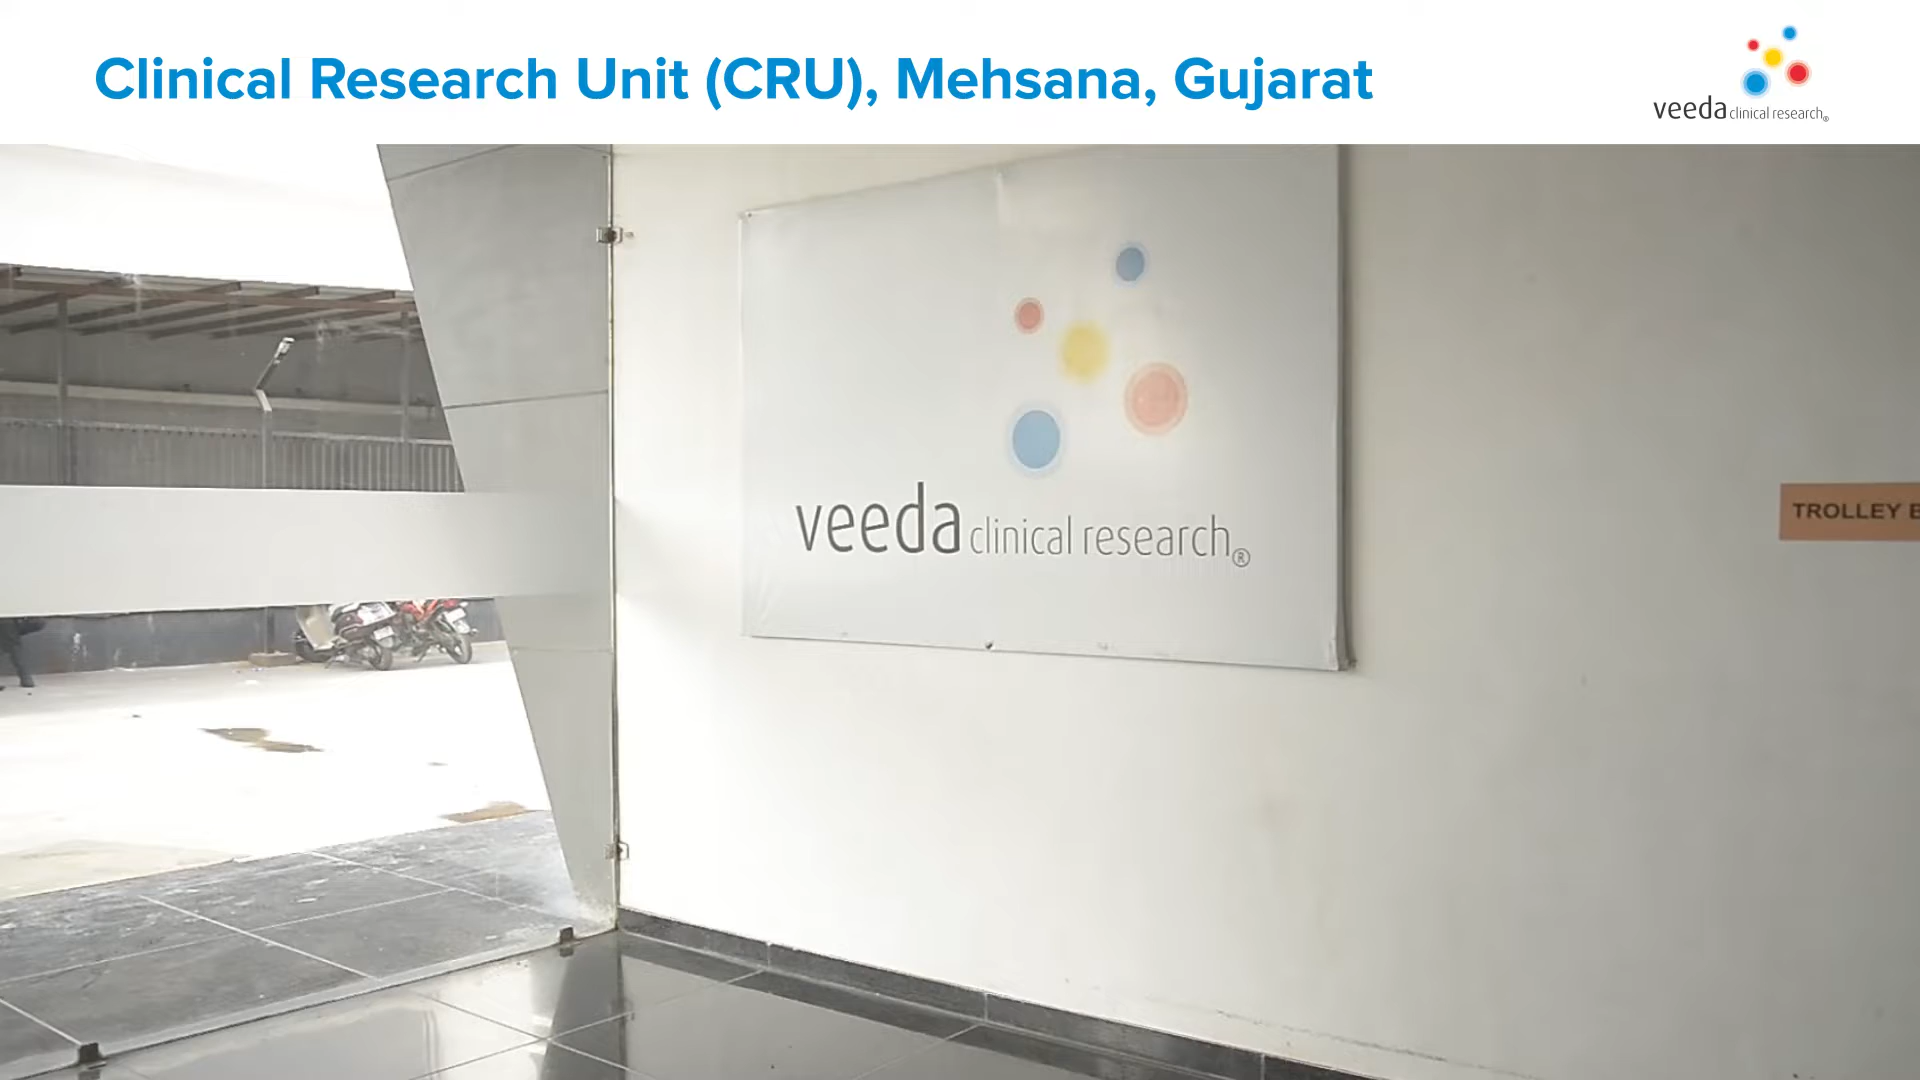 Clinical Research Unit (CRU), Mehsana, Gujarat
veeda clinical research®
veeda clinical research®
TROLLEY